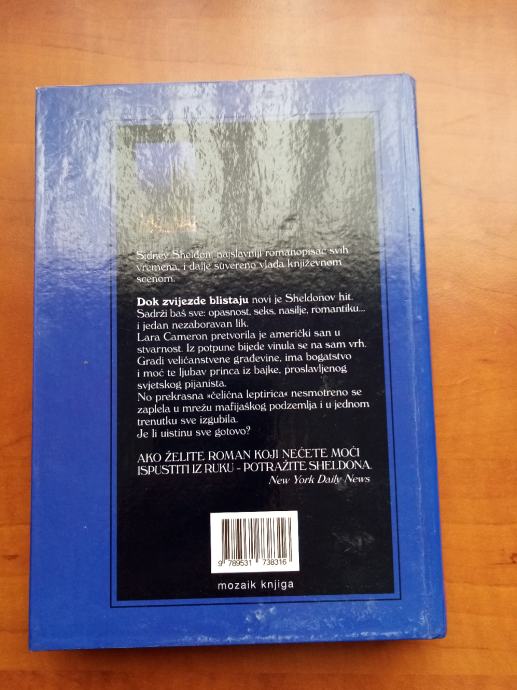 Sidney Sheldon, najslavniji romanopisac svih
vremena, i dalje suvereno vlada književnom
scenom.
Dok zvijezde blistaju novi je Sheldonov hit.
Sadrži baš sve: opasnost, seks, nasilje, romantiku...
i jedan nezaboravan lik.
Lara Cameron pretvorila je američki san u
stvarnost. Iz potpune bijede vinula se na sam vrh.
Gradi veličanstvene građevine, ima bogatstvo
i moć te ljubav princa iz bajke, proslavljenog
svjetskog pijanista.
No prekrasna »čelična leptirica« nesmotreno se
zaplela u mrežu mafijaškog podzemlja i u jednom
trenutku sve izgubila.
Je li uistinu sve gotovo?
AKO ŽELITE ROMAN KOJI NEĆETE MOĆI
ISPUSTITI IZ RUKU - POTRAŽITE SHELDONA.
New York Daily News
9 789531 738316
mozaik knjiga